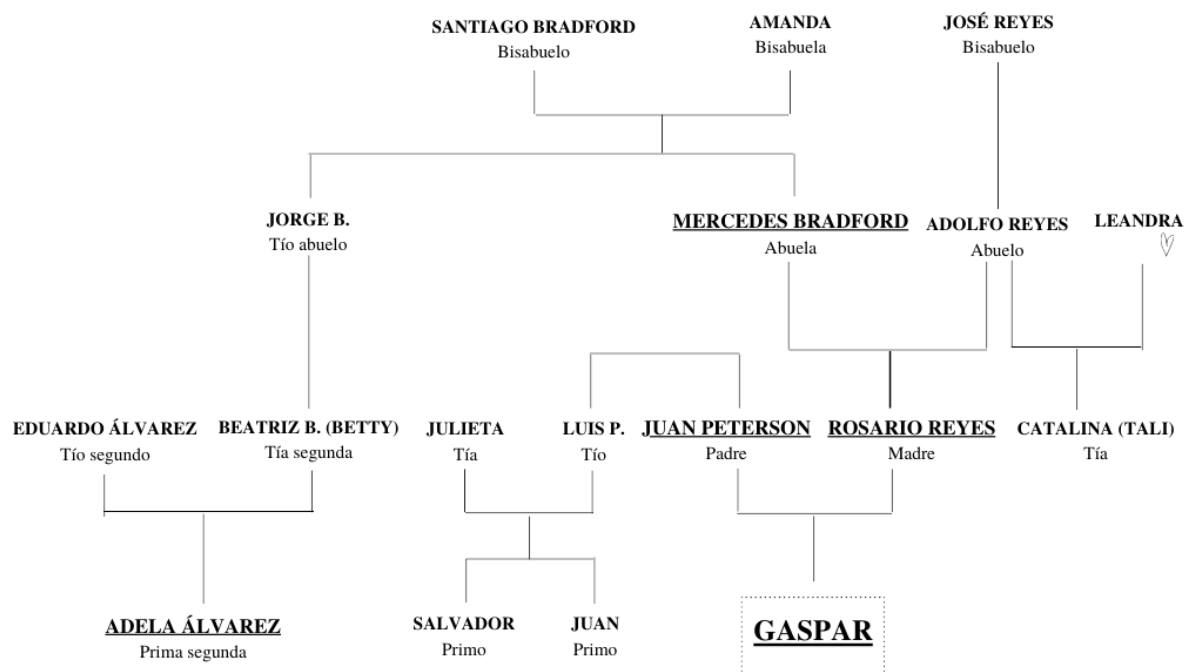 SANTIAGO BRADFORD
Bisabuelo
AMANDA
Bisabuela
JOSÉ REYES
Bisabuelo
JORGE B.
Tío abuelo
MERCEDES BRADFORD
Abuela
ADOLFO REYES
Abuelo
LEANDRA
EDUARDO ÁLVAREZ
Tío segundo
BEATRIZ B. (BETTY)
Tía segunda
JULIETA
Tía
LUIS P.
Tío
JUAN PETERSON
Padre
ROSARIO REYES
Madre
CATALINA (TALI)
Tía
ADELA ÁLVAREZ
Prima segunda
SALVADOR
Primo
JUAN
Primo
GASPAR